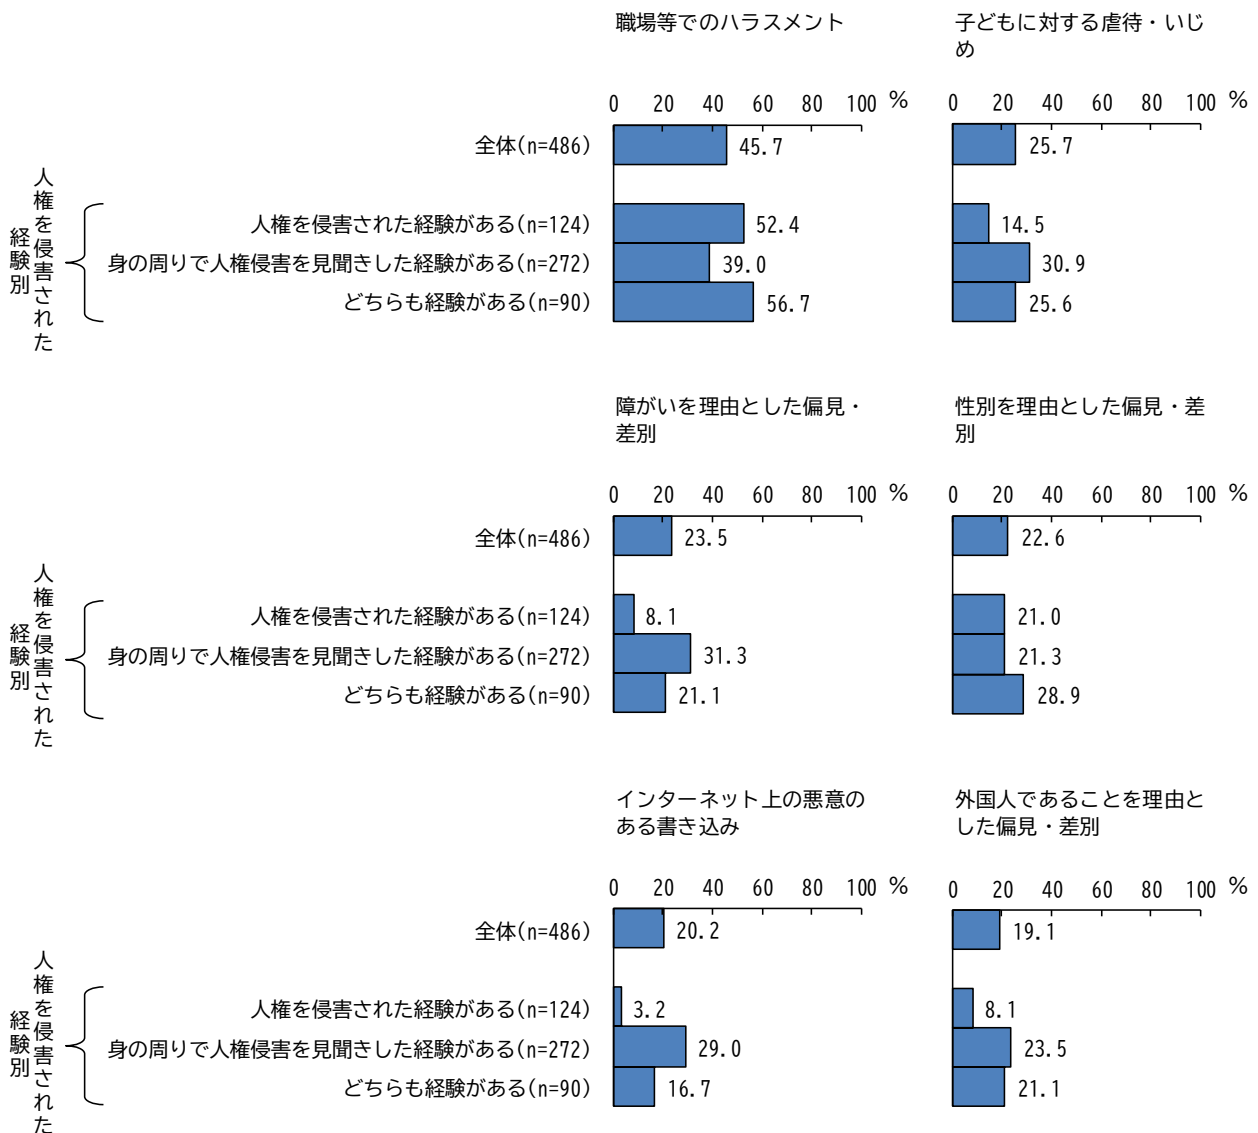 職場等でのハラスメント
子どもに対する虐待・いじ
め
0 20 40 60 80 100 %
0 20 40 60 80 100 %
全体(n=486) 45.7 25.7
人権を侵害された
経験別
人権を侵害された経験がある(n=124) 52.4 14.5
身の周りで人権侵害を見聞きした経験がある(n=272) 39.0 30.9
どちらも経験がある(n=90) 56.7 25.6
障がいを理由とした偏見・
差別
性別を理由とした偏見・差
別
0 20 40 60 80 100 %
0 20 40 60 80 100 %
全体(n=486) 23.5 22.6
人権を侵害された
経験別
人権を侵害された経験がある(n=124) 8.1 21.0
身の周りで人権侵害を見聞きした経験がある(n=272) 31.3 21.3
どちらも経験がある(n=90) 21.1 28.9
インターネット上の悪意の
ある書き込み
外国人であることを理由と
した偏見・差別
0 20 40 60 80 100 %
0 20 40 60 80 100 %
全体(n=486) 20.2 19.1
人権を侵害された
経験別
人権を侵害された経験がある(n=124) 3.2 8.1
身の周りで人権侵害を見聞きした経験がある(n=272) 29.0 23.5
どちらも経験がある(n=90) 16.7 21.1